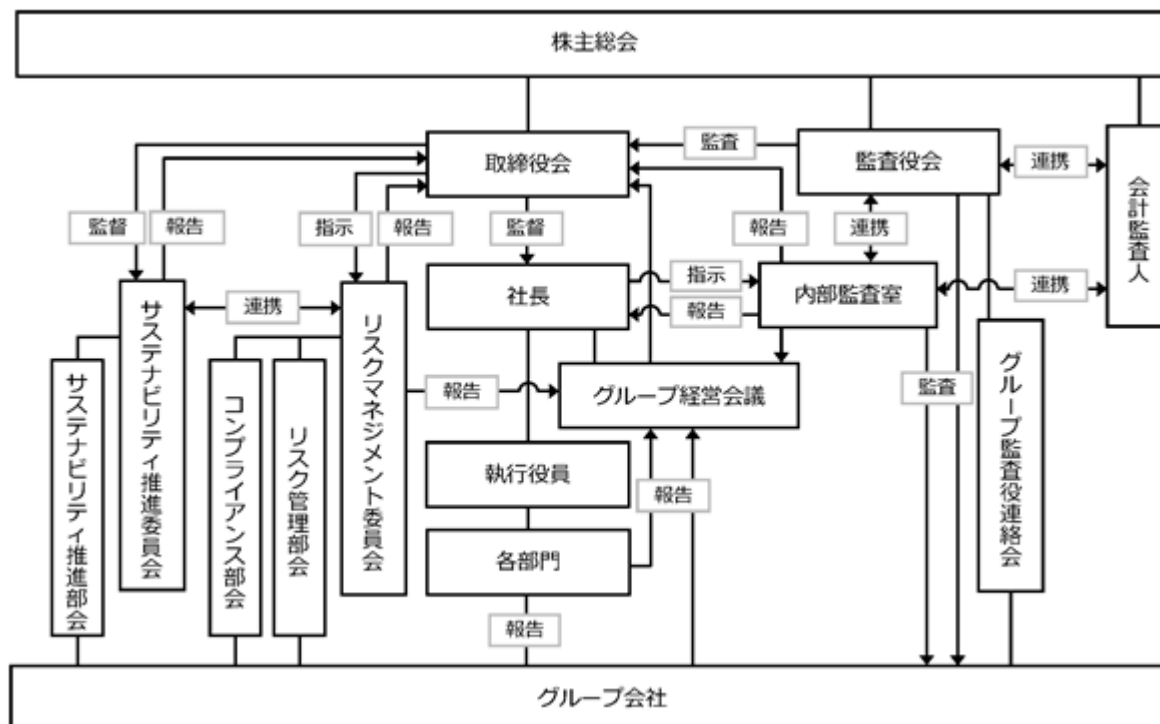 株主総会
取締役会
監査
監査役会
連携
会計監査人
監督
報告
指示
報告
監督
報告
連携
社長
指示
報告
内部監査室
連携
サステナビリティ推進委員会
連携
リスクマネジメント委員会
サステナビリティ推進部会
コンプライアンス部会
リスク管理部会
報告
グループ経営会議
監査
グループ監査役連絡会
執行役員
報告
各部門
報告
グループ会社